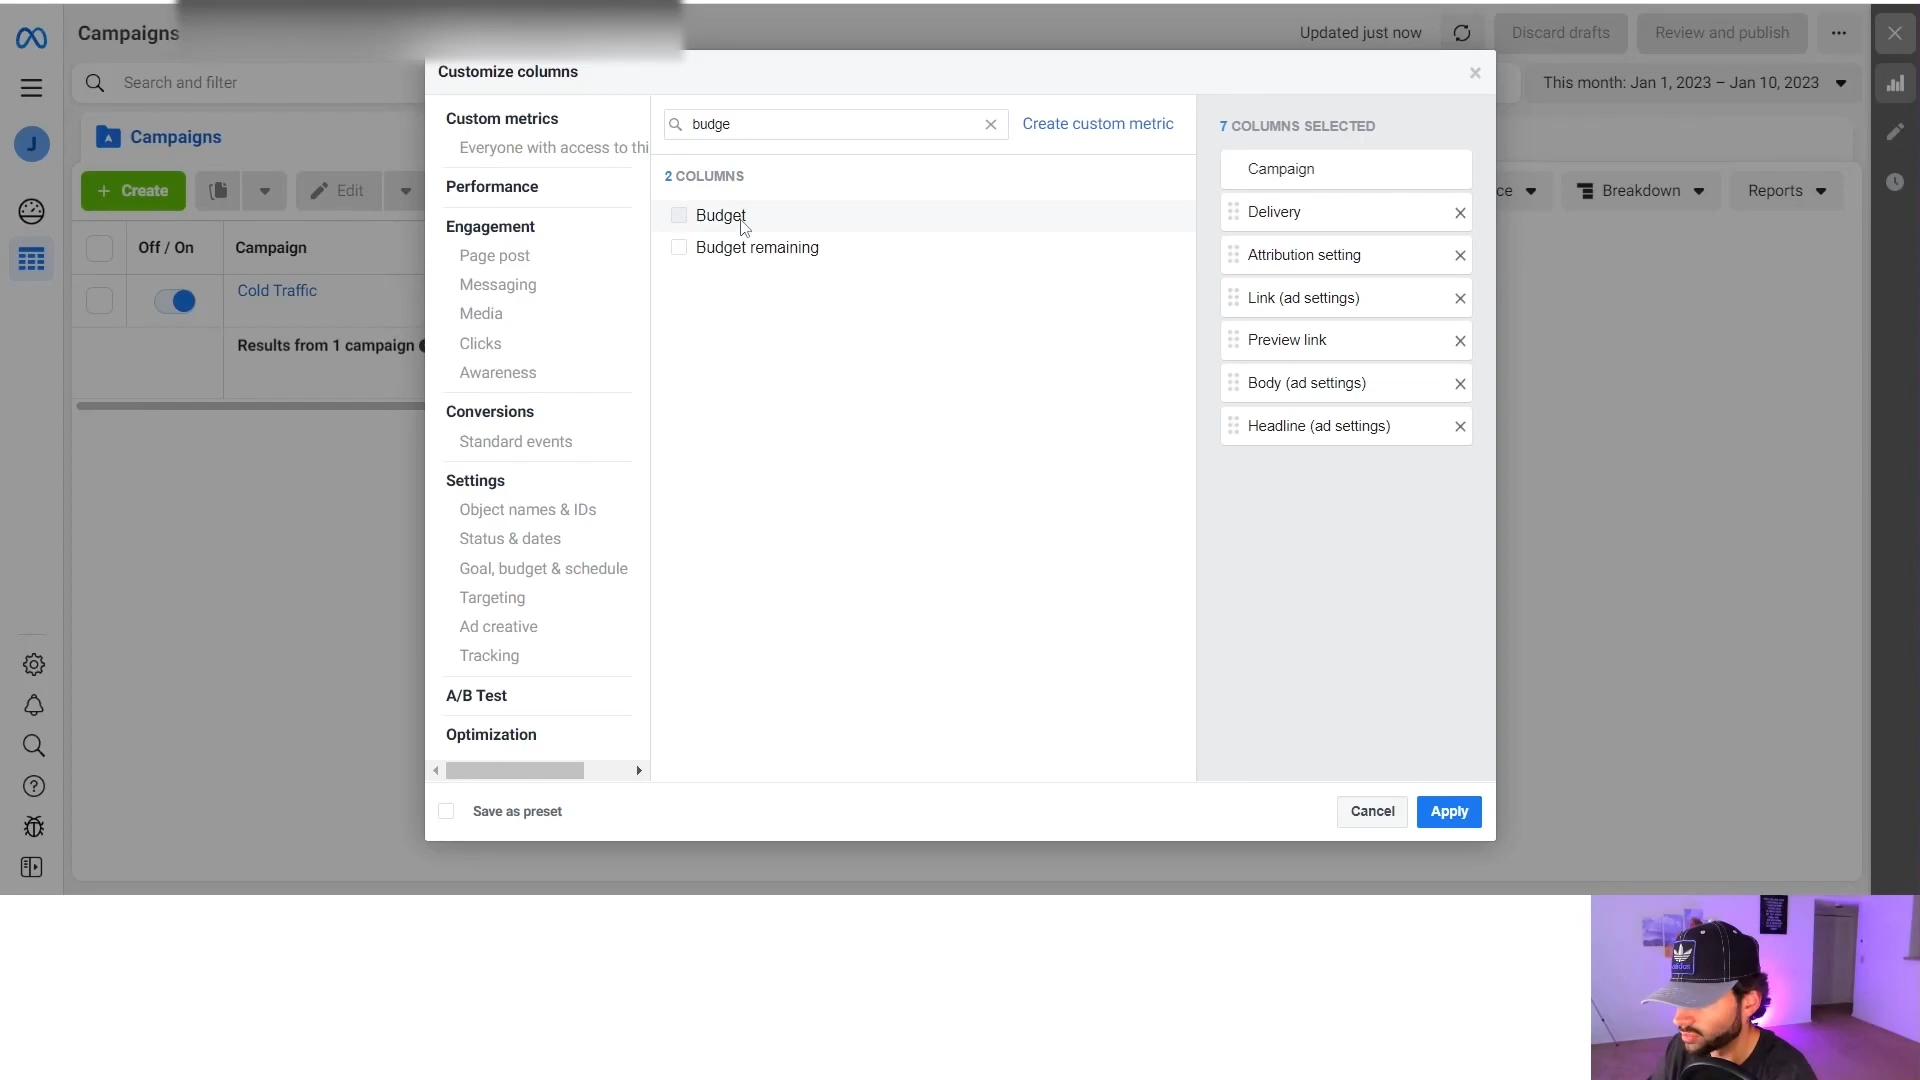 Campaigns
Updated just now
Discard drafts
Review and publish
Search and filter
This month: Jan 1, 2023 – Jan 10, 2023
J
Campaigns
+ Create
Edit
ce
Breakdown
Reports
Off / On
Campaign
Cold Traffic
Results from 1 campaign
Customize columns
Custom metrics
Everyone with access to thi
Performance
Engagement
Page post
Messaging
Media
Clicks
Awareness
Conversions
Standard events
Settings
Object names & IDs
Status & dates
Goal, budget & schedule
Targeting
Ad creative
Tracking
A/B Test
Optimization
budge
Create custom metric
2 COLUMNS
Budget
Budget remaining
7 COLUMNS SELECTED
Campaign
Delivery
Attribution setting
Link (ad settings)
Preview link
Body (ad settings)
Headline (ad settings)
Save as preset
Cancel
Apply